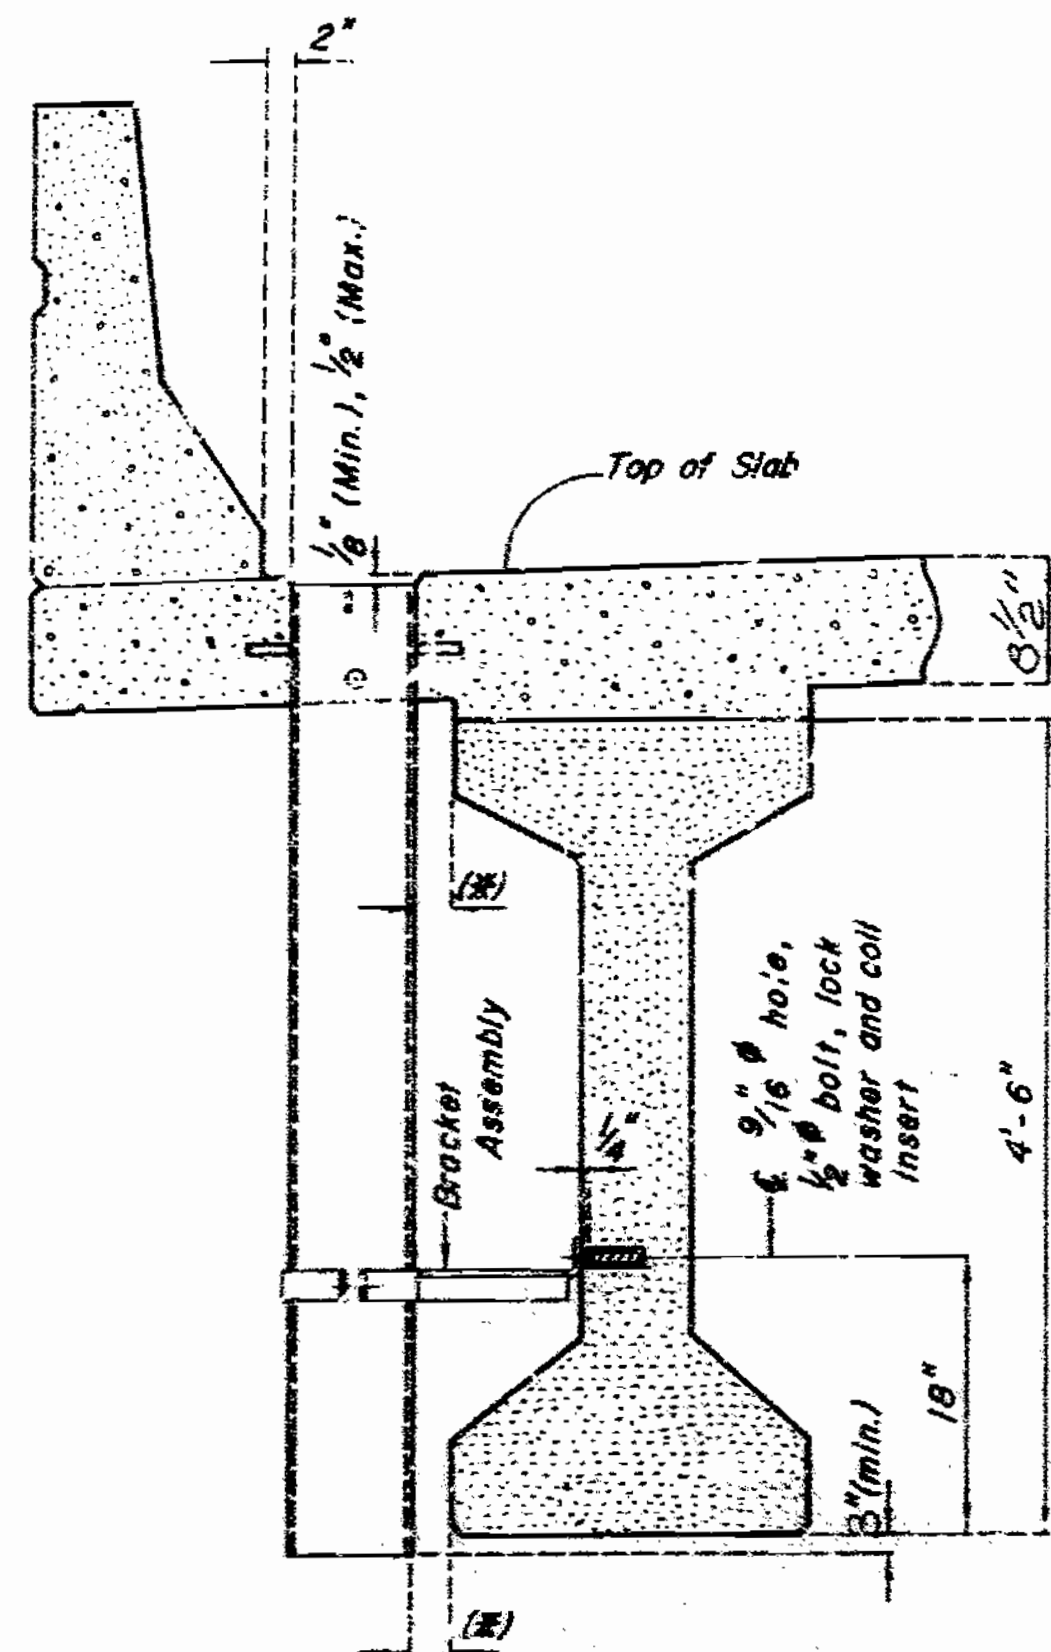 2"
1/8" (Min.), 1/2" (Max.)
Top of Slab
8 1/2"
(*)
Bracket
Assembly
1/4"
℄ 9/16" ⌀ hole,
1/2" ⌀ bolt, lock
washer and coil
insert
4'-6"
18"
3" (min.)
(*)